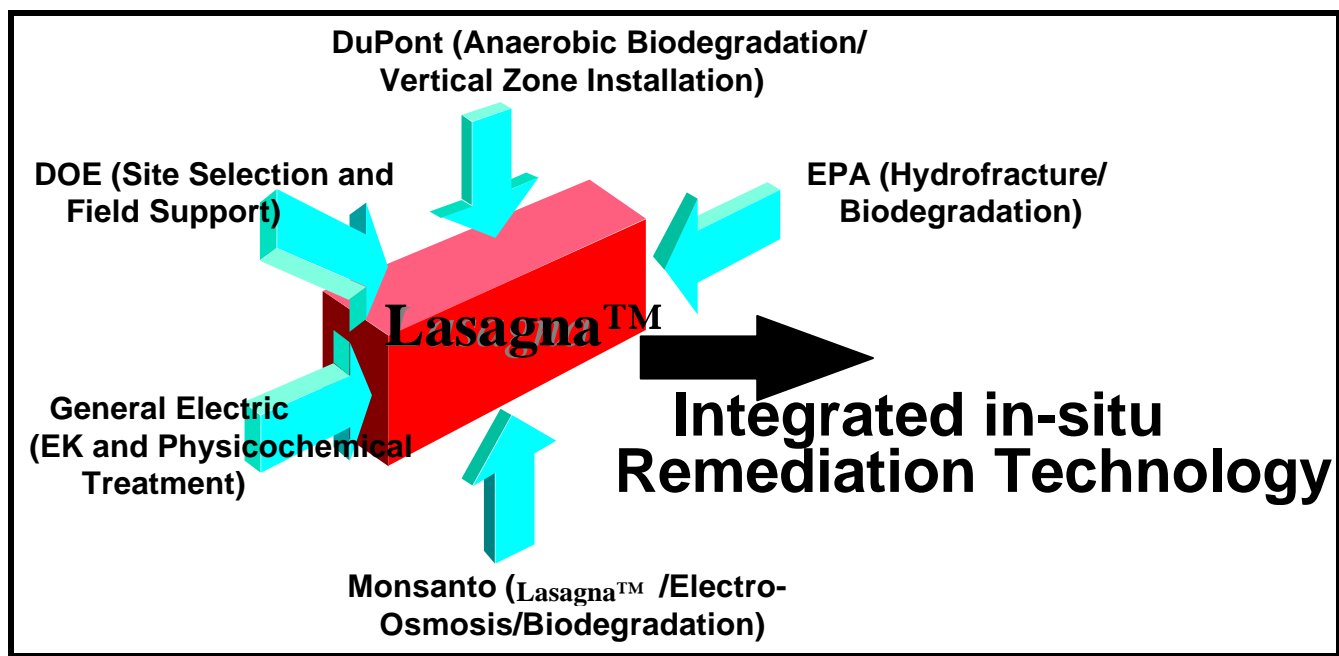 DuPont (Anaerobic Biodegradation/
Vertical Zone Installation)
DOE (Site Selection and
Field Support)
EPA (Hydrofracture/
Biodegradation)
Lasagna™
General Electric
(EK and Physicochemical
Treatment)
Integrated in-situ
Remediation Technology
Monsanto (Lasagna™ /Electro-
Osmosis/Biodegradation)